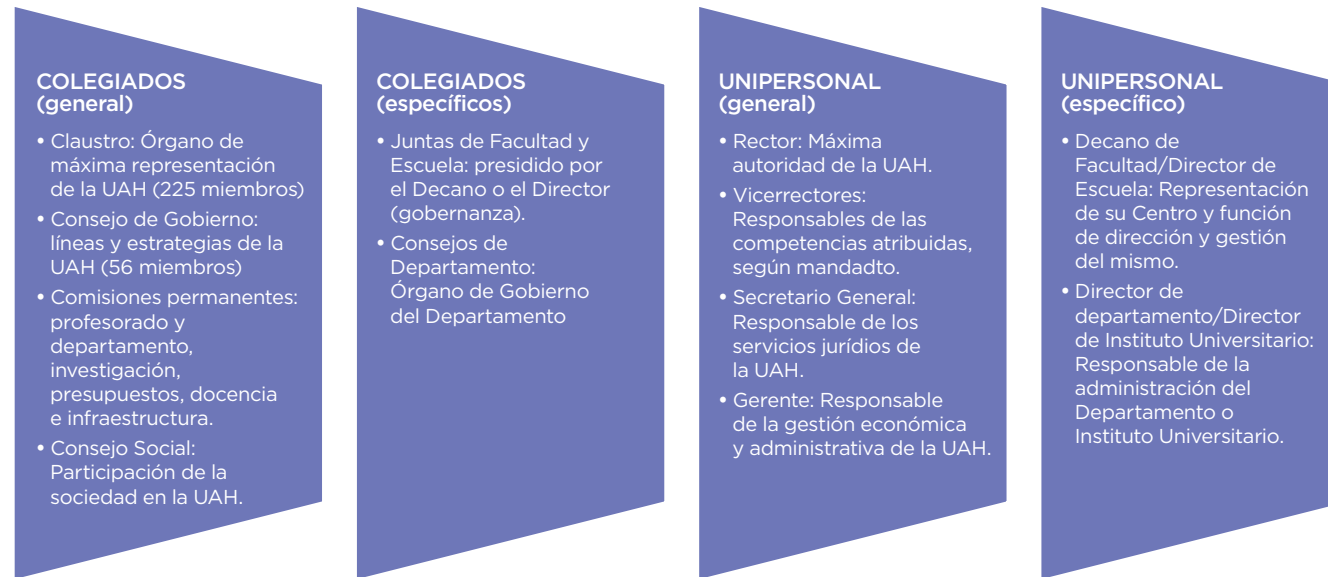 COLEGIADOS
(general)
• Claustro: Órgano de
máxima representación
de la UAH (225 miembros)
• Consejo de Gobierno:
líneas y estrategias de la
UAH (56 miembros)
• Comisiones permanentes:
profesorado y
departamento,
investigación,
presupuestos, docencia
e infraestructura.
• Consejo Social:
Participación de la
sociedad en la UAH.
COLEGIADOS
(específicos)
• Juntas de Facultad y
Escuela: presidido por
el Decano o el Director
(gobernanza).
• Consejos de
Departamento:
Órgano de Gobierno
del Departamento
UNIPERSONAL
(general)
• Rector: Máxima
autoridad de la UAH.
• Vicerrectores:
Responsables de las
competencias atribuidas,
según mandadto.
• Secretario General:
Responsable de los
servicios jurídios de
la UAH.
• Gerente: Responsable
de la gestión económica
y administrativa de la UAH.
UNIPERSONAL
(específico)
• Decano de
Facultad/Director de
Escuela: Representación
de su Centro y función
de dirección y gestión
del mismo.
• Director de
departamento/Director
de Instituto Universitario:
Responsable de la
administración del
Departamento o
Instituto Universitario.